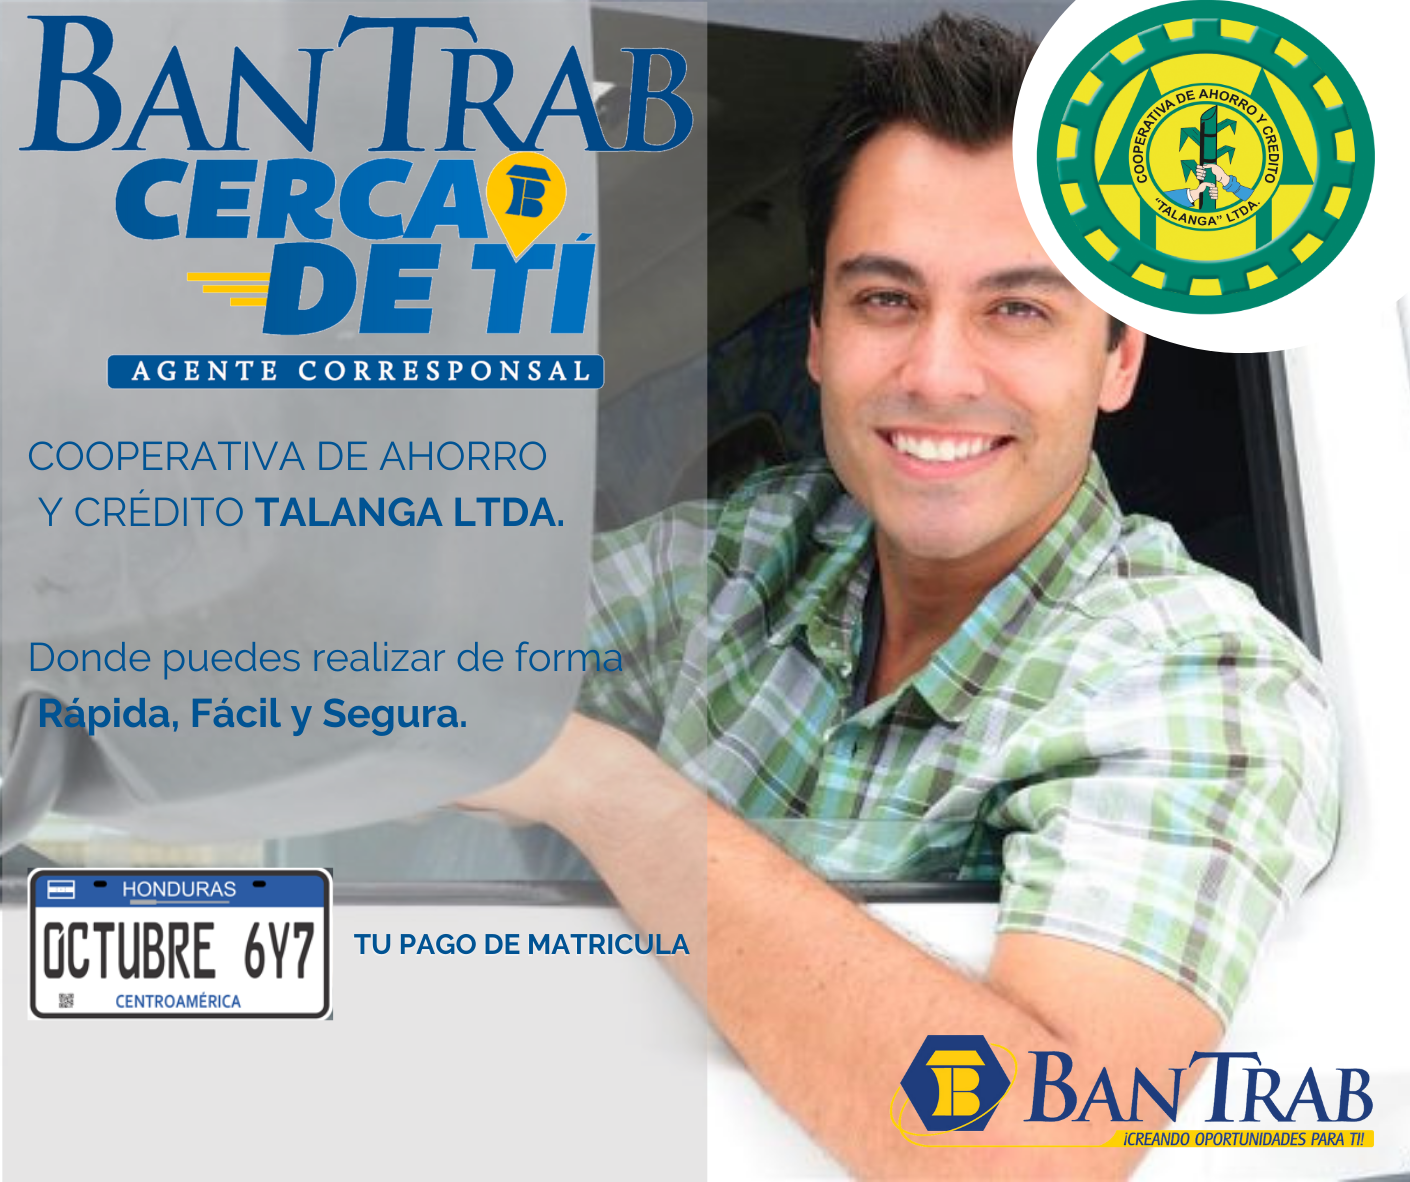 BANTRAB
CERCA
DE TÍ
B
AGENTE CORRESPONSAL
COOPERATIVA DE AHORRO Y CREDITO
"TALANGA" LTDA.
COOPERATIVA DE AHORRO
Y CRÉDITO TALANGA LTDA.
Donde puedes realizar de forma
Rápida, Fácil y Segura.
HONDURAS
OCTUBRE 6Y7
CENTROAMÉRICA
TU PAGO DE MATRICULA
B
BANTRAB
¡CREANDO OPORTUNIDADES PARA TI!